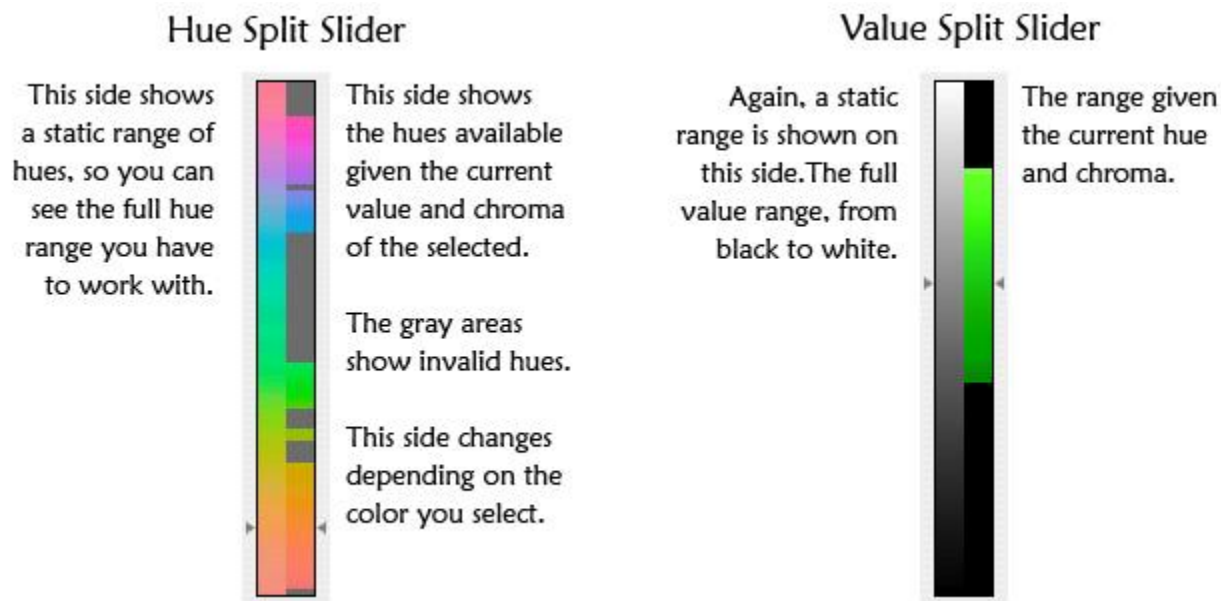 Hue Split Slider
This side shows
a static range of
hues, so you can
see the full hue
range you have
to work with.
This side shows
the hues available
given the current
value and chroma
of the selected.
The gray areas
show invalid hues.
This side changes
depending on the
color you select.
Value Split Slider
Again, a static
range is shown on
this side.The full
value range, from
black to white.
The range given
the current hue
and chroma.